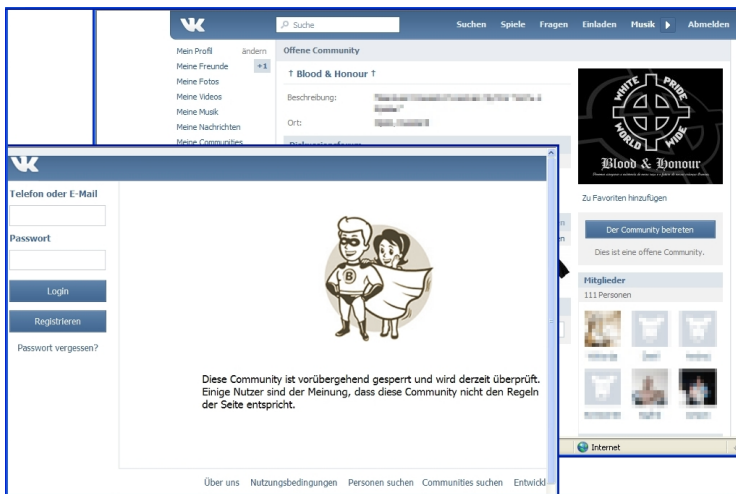 Suche
Suchen Spiele Fragen Einladen Musik Abmelden
Mein Profil ändern
Meine Freunde +1
Meine Fotos
Meine Videos
Meine Musik
Meine Nachrichten
Meine Communities
Offene Community
† Blood & Honour †
Beschreibung:
Ort:
Diskussionsforum
WHITE PRIDE
WORLD WIDE
Blood & Honour
Zu Favoriten hinzufügen
Der Community beitreten
Dies ist eine offene Community.
Mitglieder
111 Personen
Internet
Telefon oder E-Mail
Passwort
Login
Registrieren
Passwort vergessen?
B
Diese Community ist vorübergehend gesperrt und wird derzeit überprüft.
Einige Nutzer sind der Meinung, dass diese Community nicht den Regeln
der Seite entspricht.
Über uns Nutzungsbedingungen Personen suchen Communities suchen Entwickl